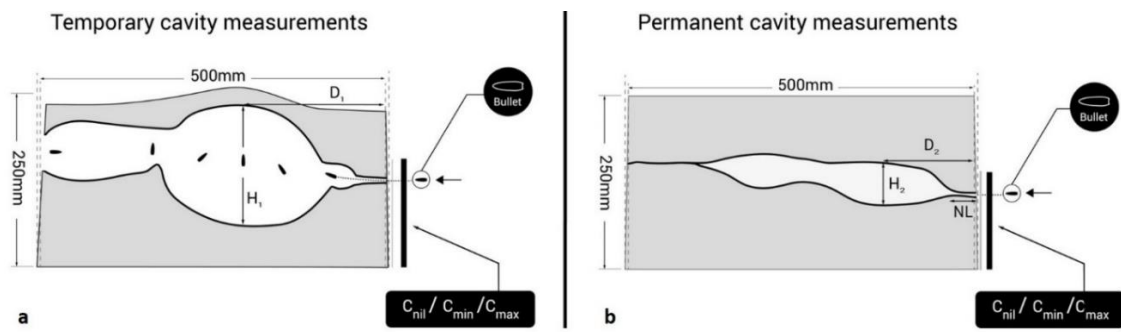 Temporary cavity measurements
500mm
D₁
Bullet
250mm
H₁
Cnil / Cmin /Cmax
a
Permanent cavity measurements
500mm
D₂
Bullet
250mm
H₂
NL
Cnil / Cmin /Cmax
b